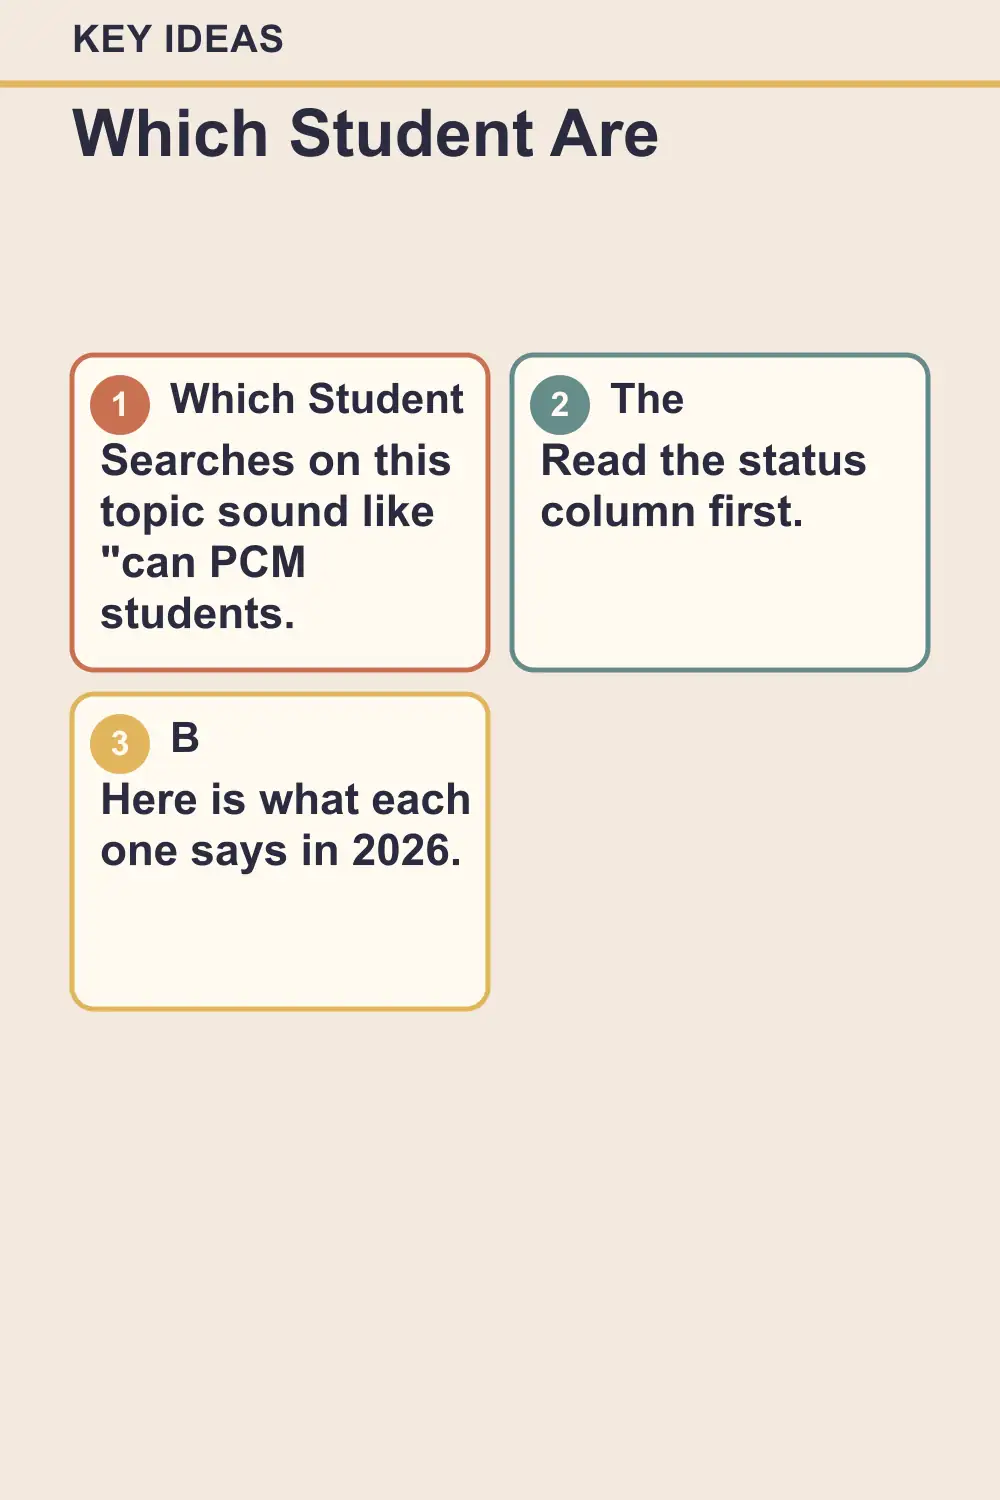 KEY IDEAS
Which Student Are
1 Which Student
Searches on this
topic sound like
"can PCM
students.
2 The
Read the status
column first.
3 B
Here is what each
one says in 2026.